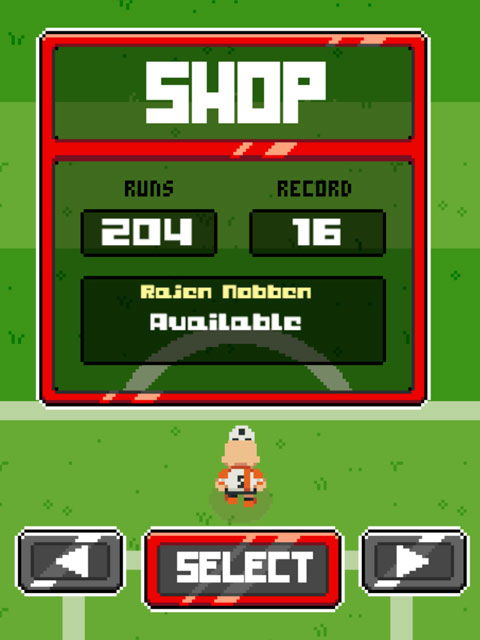 SHOP
RUNS RECORD
204 16
Rajen Nobben
Available
SELECT